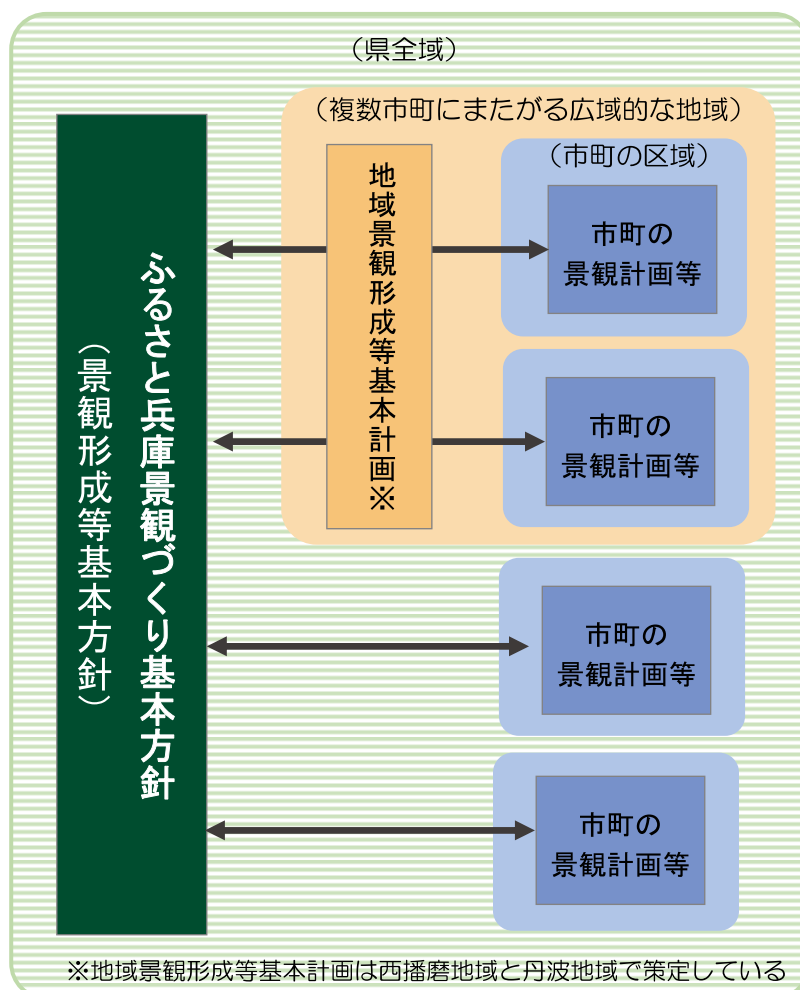 （県全域）
（複数市町にまたがる広域的な地域）
（市町の区域）
ふるさと兵庫景観づくり基本方針
（景観形成等基本方針）
地域景観形成等基本計画※
市町の
景観計画等
市町の
景観計画等
市町の
景観計画等
市町の
景観計画等
※地域景観形成等基本計画は西播磨地域と丹波地域で策定している